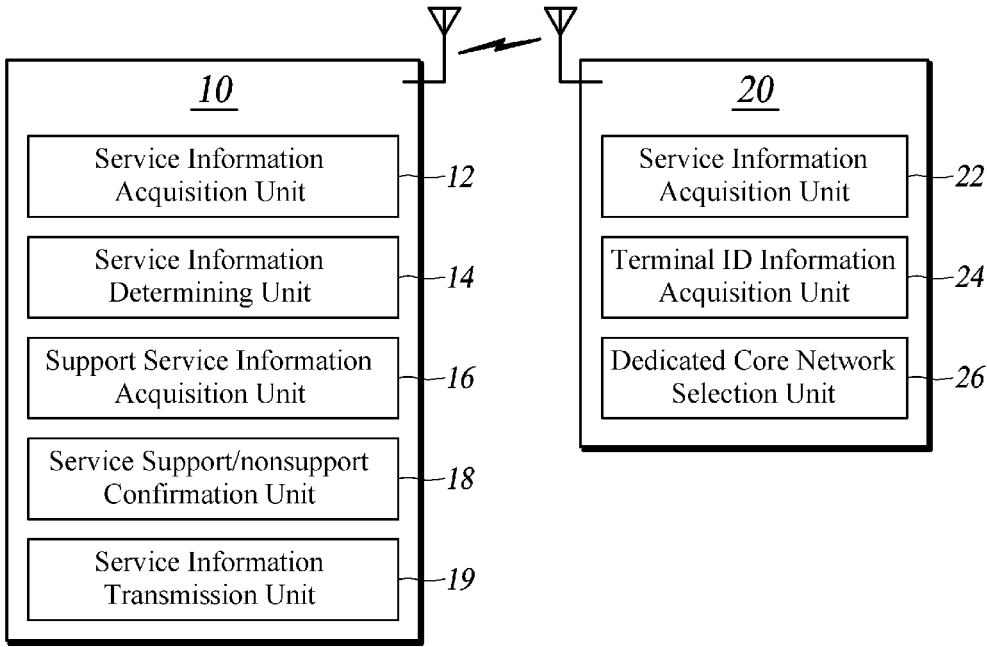 10
Service Information
Acquisition Unit
12
Service Information
Determining Unit
14
Support Service Information
Acquisition Unit
16
Service Support/nonsupport
Confirmation Unit
18
Service Information
Transmission Unit
19
20
Service Information
Acquisition Unit
22
Terminal ID Information
Acquisition Unit
24
Dedicated Core Network
Selection Unit
26